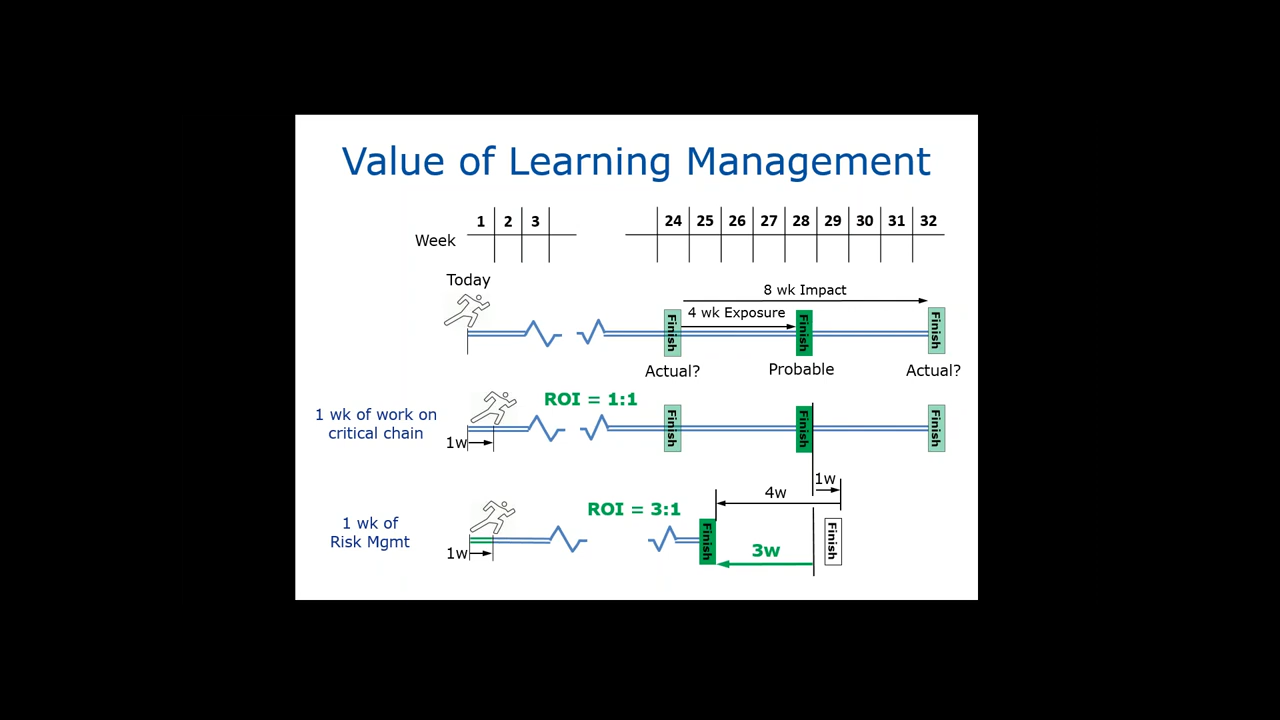 Value of Learning Management
1 2 3 24 25 26 27 28 29 30 31 32
Week
Today
8 wk Impact
4 wk Exposure
Finish Finish Finish
Actual? Probable Actual?
ROI = 1:1
1 wk of work on
critical chain
1w
Finish Finish Finish
1w
4w
ROI = 3:1
1 wk of
Risk Mgmt
1w
Finish
3w
Finish